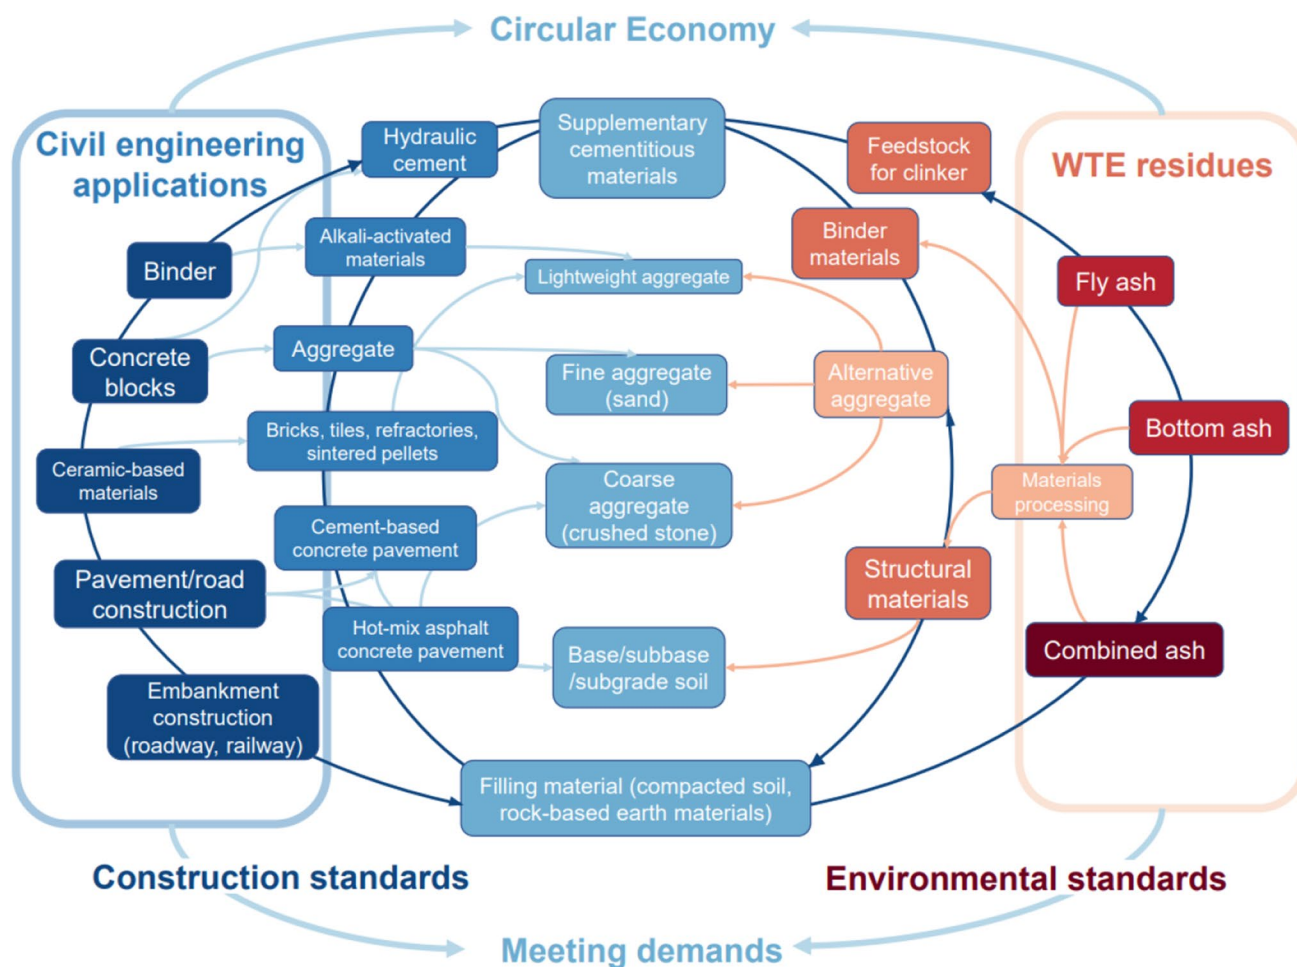 Circular Economy
Civil engineering
applications
Hydraulic
cement
Supplementary
cementitious
materials
Feedstock
for clinker
WTE residues
Binder
Alkali-activated
materials
Lightweight aggregate
Binder
materials
Fly ash
Concrete
blocks
Aggregate
Fine aggregate
(sand)
Alternative
aggregate
Bottom ash
Ceramic-based
materials
Bricks, tiles, refractories,
sintered pellets
Coarse
aggregate
(crushed stone)
Materials
processing
Pavement/road
construction
Cement-based
concrete pavement
Structural
materials
Hot-mix asphalt
concrete pavement
Base/subbase
/subgrade soil
Combined ash
Embankment
construction
(roadway, railway)
Filling material (compacted soil,
rock-based earth materials)
Construction standards
Environmental standards
Meeting demands